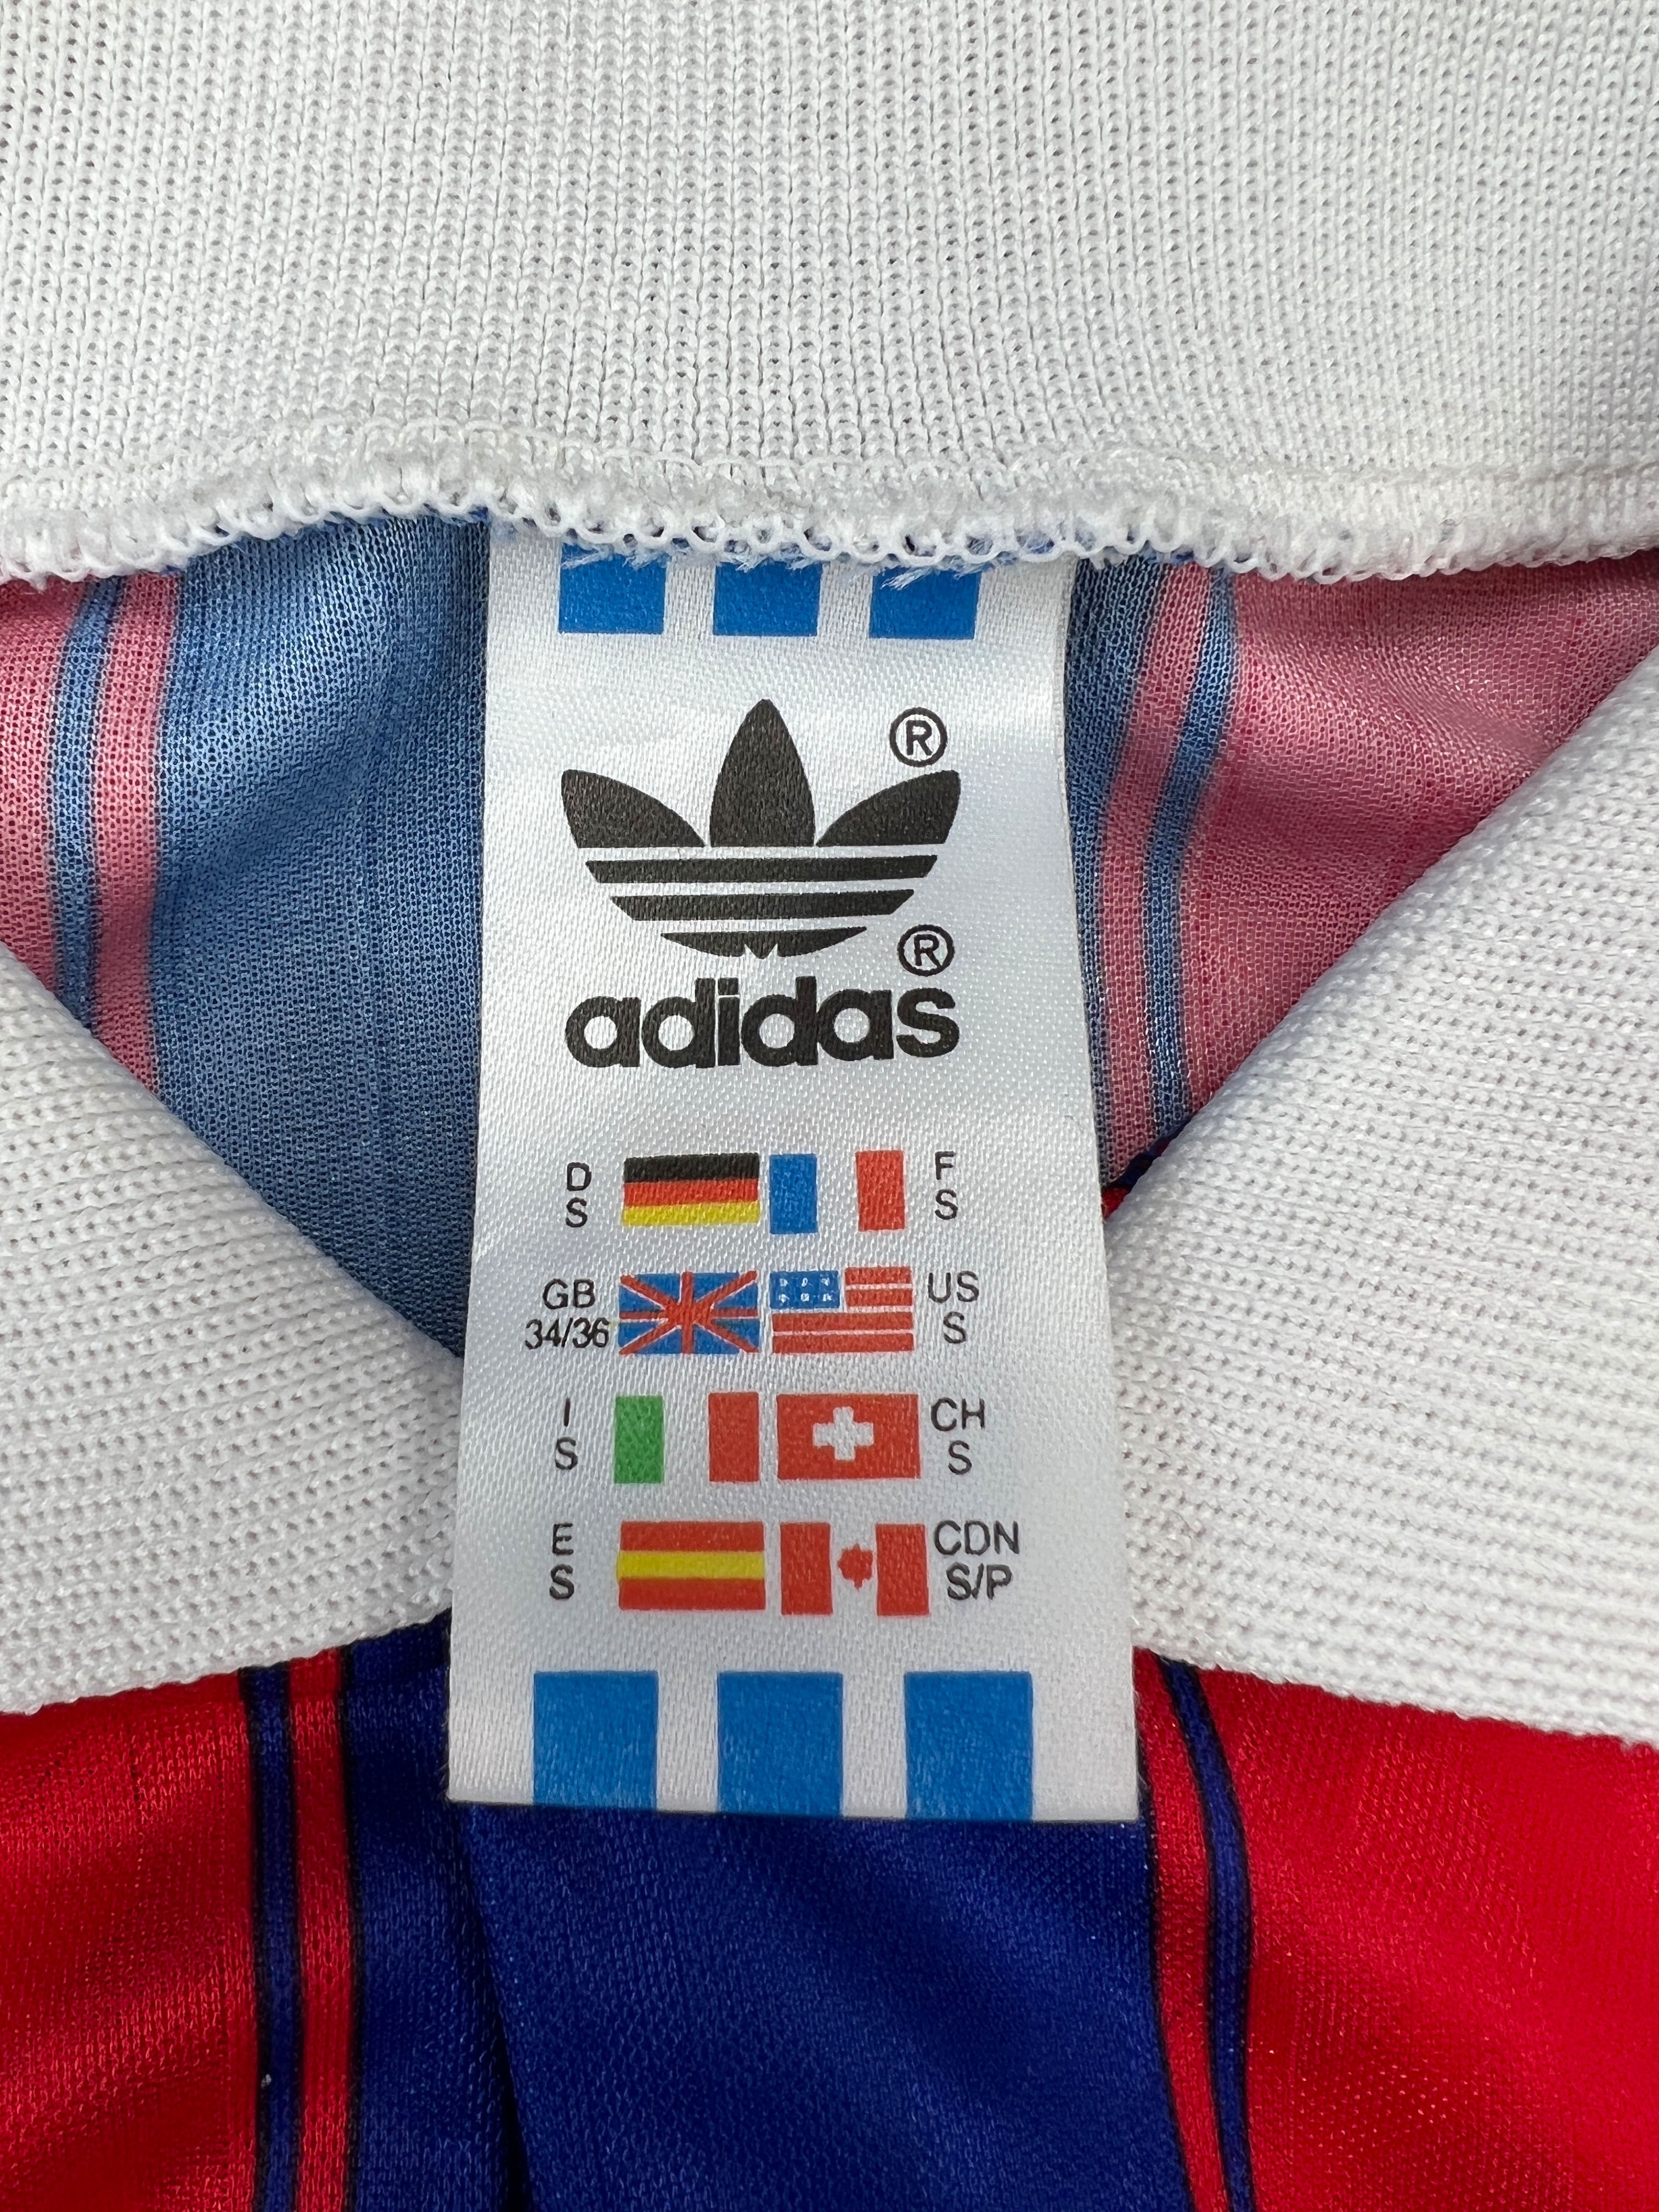 ®
®
adidas
D F
S S
GB US
34/36 S
I CH
S S
E CDN
S S/P